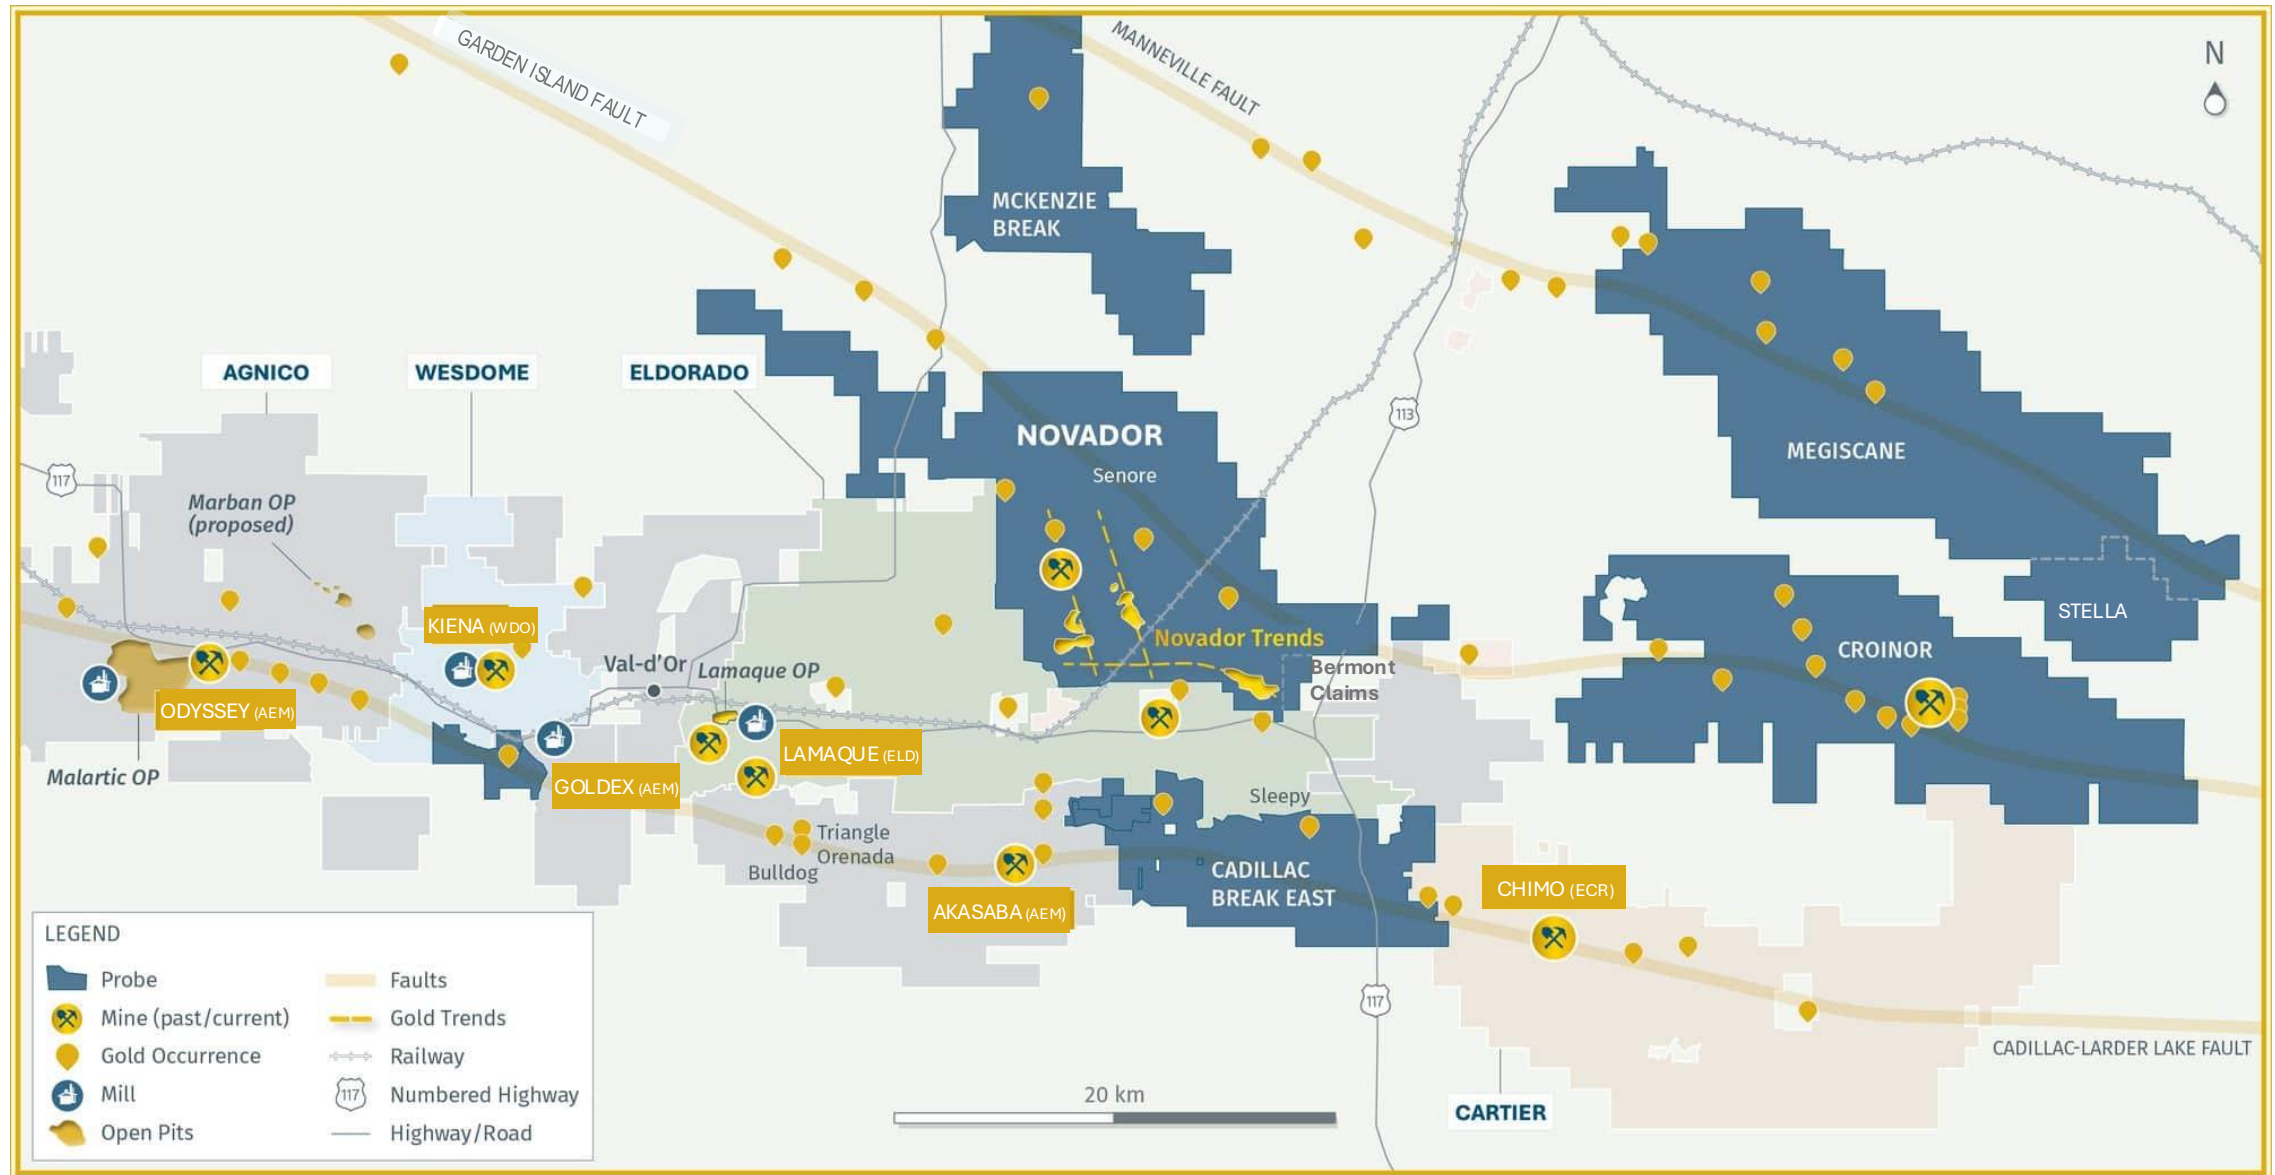 GARDEN ISLAND FAULT
MANNEVILLE FAULT
N
MCKENZIE
BREAK
AGNICO
WESDOME
ELDORADO
113
NOVADOR
Senore
MEGISCANE
117
Marban OP
(proposed)
KIENA (WDO)
STELLA
Novador Trends
CROINOR
Val-d'Or
Lamaque OP
Bermont
Claims
ODYSSEY (AEM)
LAMAQUE (ELD)
Malartic OP
GOLDEX (AEM)
Sleepy
Triangle
Orenada
Bulldog
CADILLAC
BREAK EAST
CHIMO (ECR)
AKASABA (AEM)
117
CADILLAC-LARDER LAKE FAULT
20 km
CARTIER
LEGEND
Probe
Mine (past/current)
Gold Occurrence
Mill
Open Pits
Faults
Gold Trends
Railway
117 Numbered Highway
Highway/Road